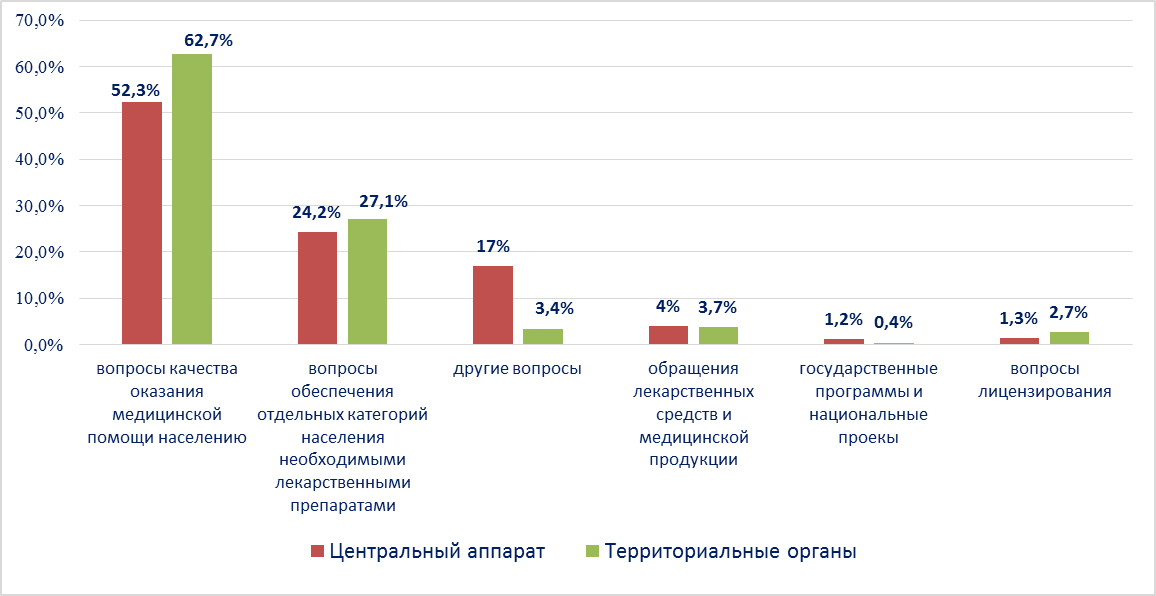 70,0%
60,0%
50,0%
40,0%
30,0%
20,0%
10,0%
0,0%
52,3%
62,7%
24,2%
27,1%
17%
3,4%
4%
3,7%
1,2%
0,4%
1,3%
2,7%
вопросы качества
оказания
медицинской
помощи населению
вопросы
обеспечения
отдельных категорий
населения
необходимыми
лекарственными
препаратами
другие вопросы
обращения
лекарственных
средств и
медицинской
продукции
государственные
программы и
национальные
проекы
вопросы
лицензирования
Центральный аппарат
Территориальные органы